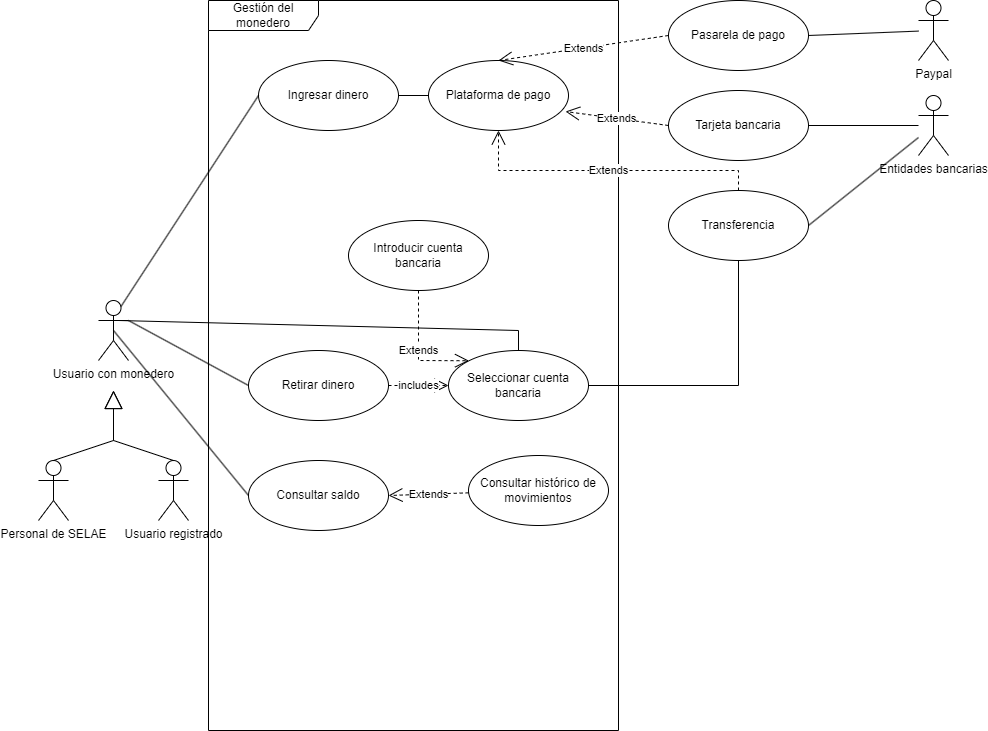 Gestión del
monedero
Pasarela de pago
Paypal
Extends
Ingresar dinero
Plataforma de pago
Tarjeta bancaria
Extends
Entidades bancarias
Extends
Transferencia
Introducir cuenta
bancaria
Extends
Usuario con monedero
Retirar dinero
includes
Seleccionar cuenta
bancaria
Consultar saldo
Extends
Consultar histórico de
movimientos
Personal de SELAE
Usuario registrado